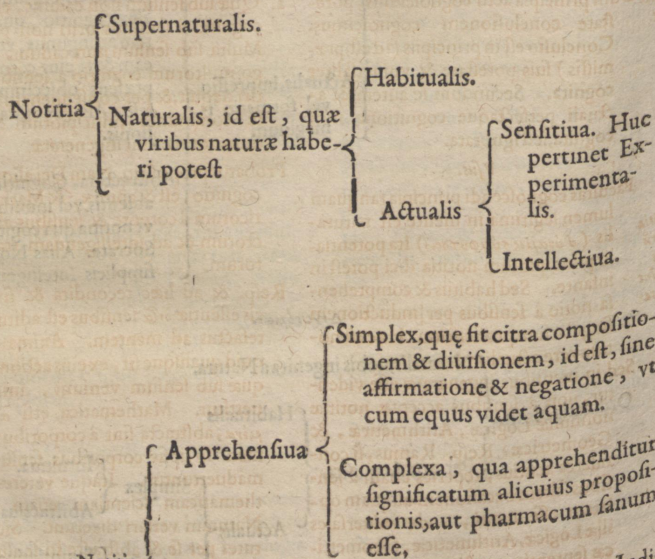 Supernaturalis.
Notitia
Naturalis, id eſt, quæ
viribus naturæ habe-
ri poteſt
Habitualis.
Actualis
Senſitiua. Huc
pertinet Ex-
perimenta-
lis.
Intellectiua.
Simplex, quę fit citra compoſitio-
nem & diuiſionem, id eſt, ſine
affirmatione & negatione, vt
cum equus videt aquam.
Apprehenſiua
Complexa, qua apprehenditur
ſignificatum alicuius propoſi-
tionis, aut pharmacum ſanum
eſſe,